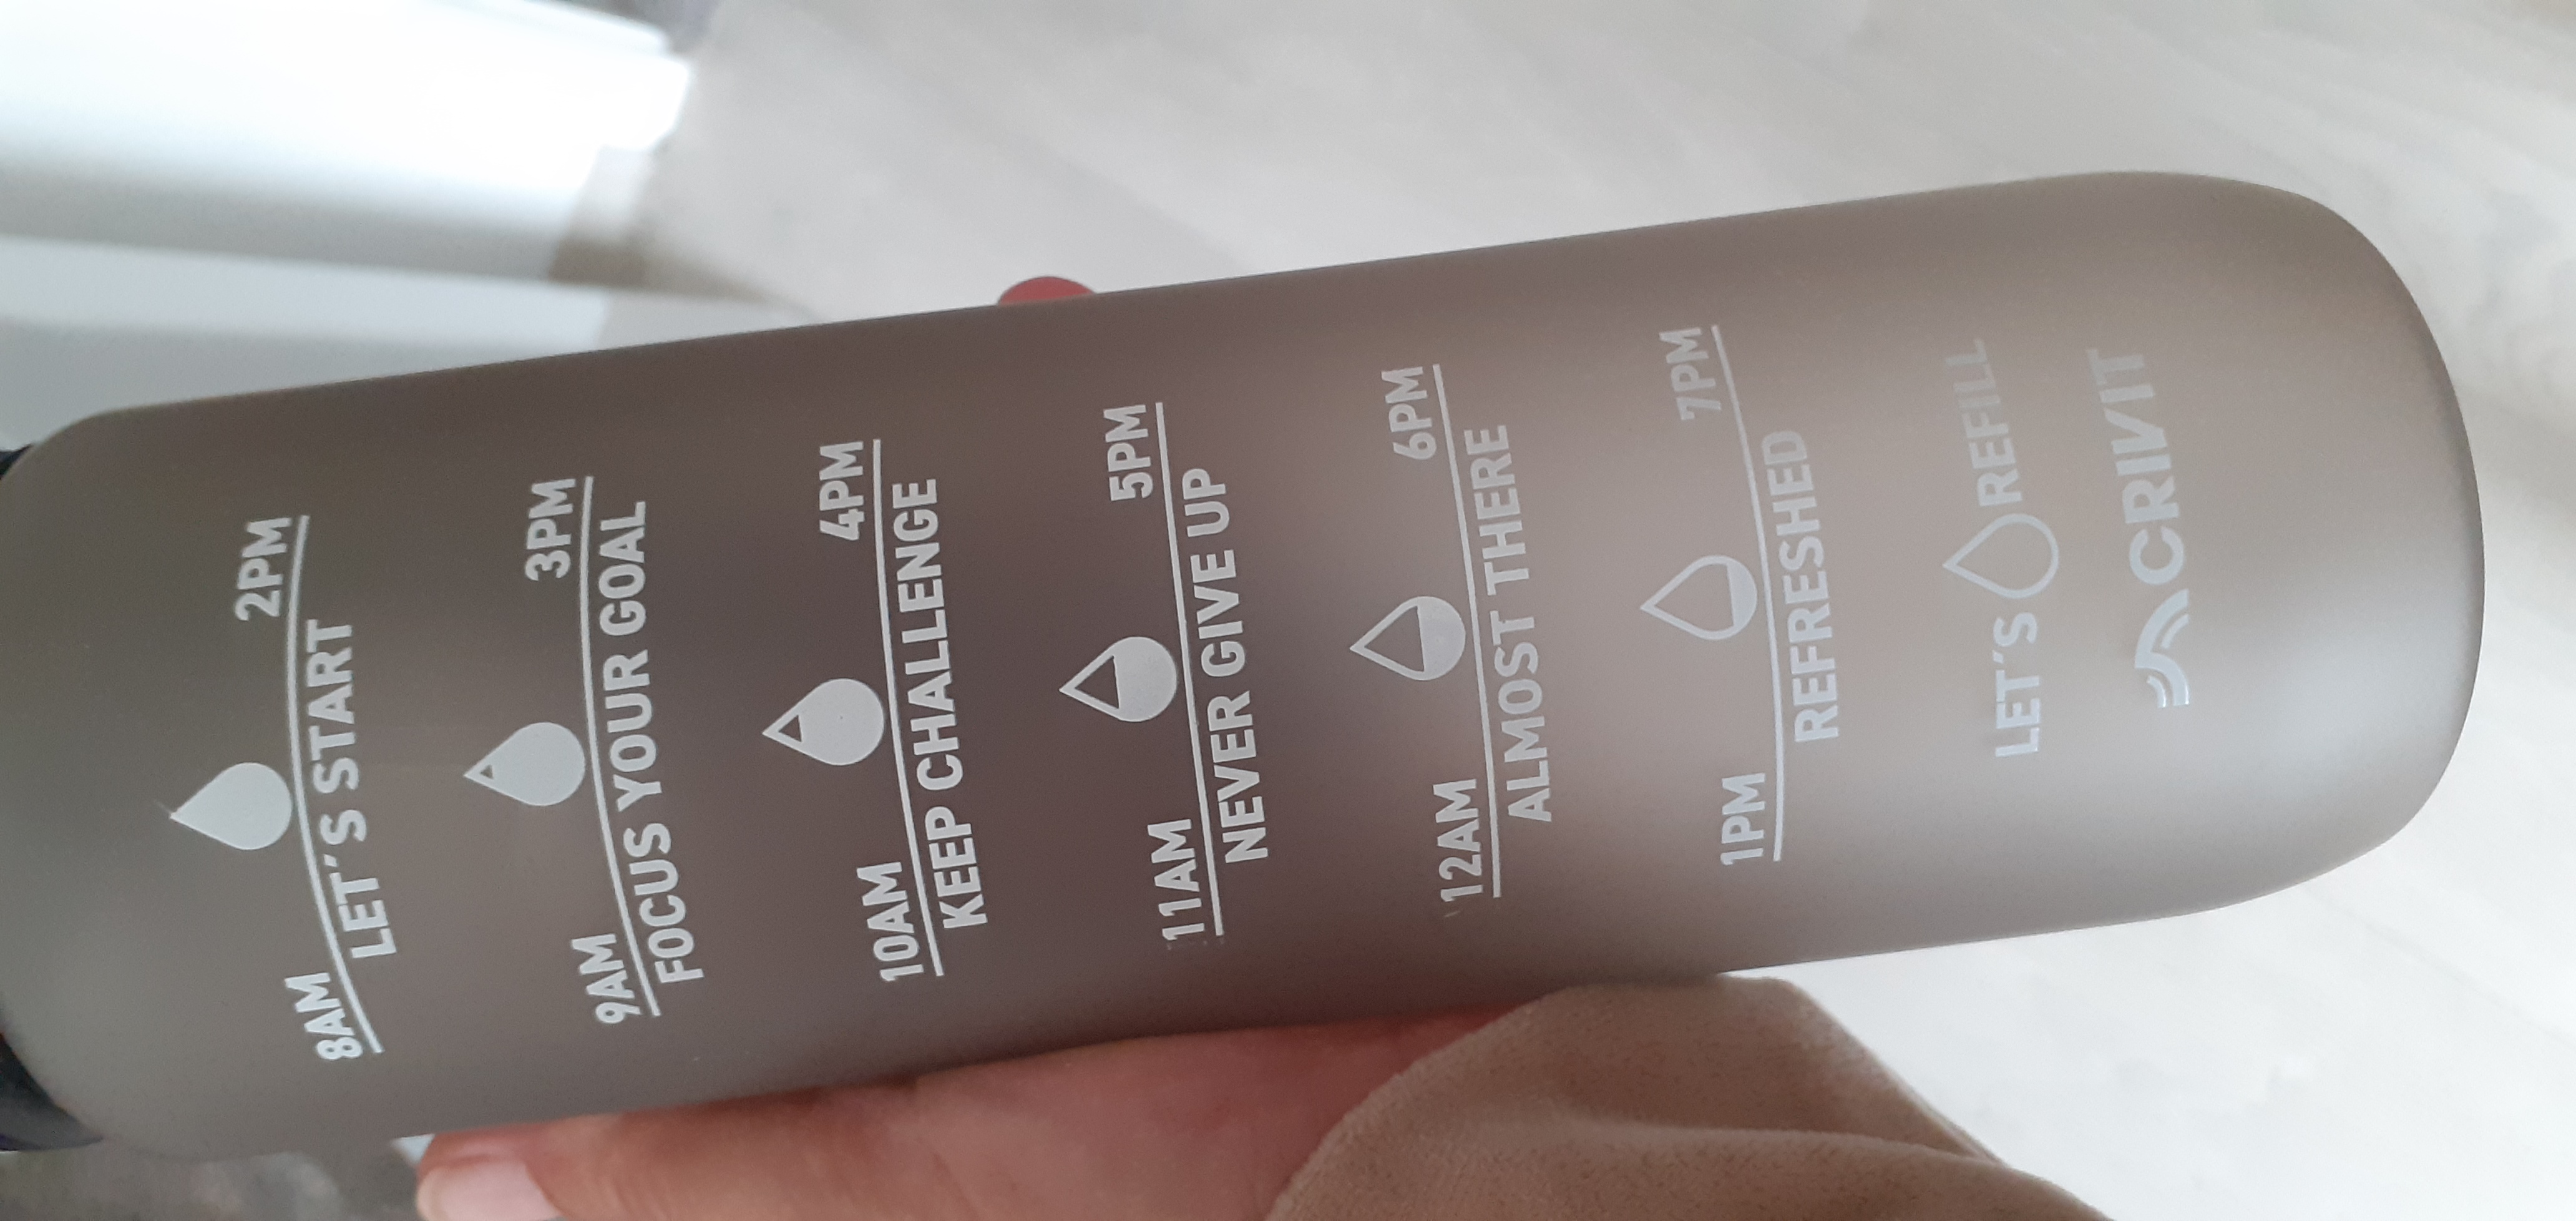 8AM 2PM
LET'S START
9AM 3PM
FOCUS YOUR GOAL
10AM 4PM
KEEP CHALLENGE
11AM 5PM
NEVER GIVE UP
12AM 6PM
ALMOST THERE
1PM 7PM
REFRESHED
LET'S REFILL
CRIVIT